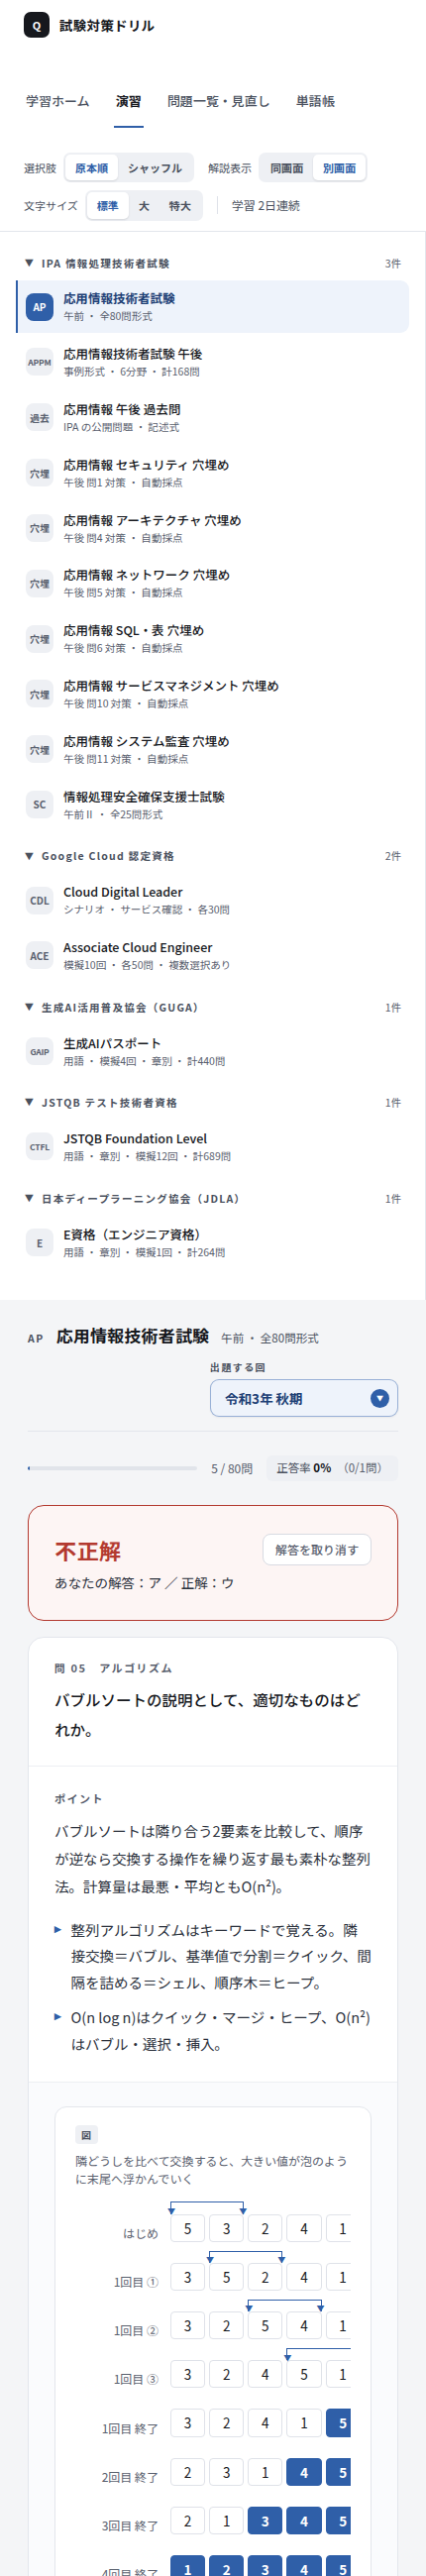 Q 試験対策ドリル
学習ホーム 演習 問題一覧・見直し 単語帳
選択肢 原本順 シャッフル 解説表示 同画面 別画面
文字サイズ 標準 大 特大 学習 2日連続
▼ IPA 情報処理技術者試験 3件
AP 応用情報技術者試験
午前 ・ 全80問形式
APPM 応用情報技術者試験 午後
事例形式 ・ 6分野 ・ 計168問
過去 応用情報 午後 過去問
IPA の公開問題 ・ 記述式
穴埋 応用情報 セキュリティ 穴埋め
午後 問1 対策 ・ 自動採点
穴埋 応用情報 アーキテクチャ 穴埋め
午後 問4 対策 ・ 自動採点
穴埋 応用情報 ネットワーク 穴埋め
午後 問5 対策 ・ 自動採点
穴埋 応用情報 SQL・表 穴埋め
午後 問6 対策 ・ 自動採点
穴埋 応用情報 サービスマネジメント 穴埋め
午後 問10 対策 ・ 自動採点
穴埋 応用情報 システム監査 穴埋め
午後 問11 対策 ・ 自動採点
SC 情報処理安全確保支援士試験
午前Ⅱ ・ 全25問形式
▼ Google Cloud 認定資格 2件
CDL Cloud Digital Leader
シナリオ ・ サービス確認 ・ 各30問
ACE Associate Cloud Engineer
模擬10回 ・ 各50問 ・ 複数選択あり
▼ 生成AI活用普及協会（GUGA） 1件
GAIP 生成AIパスポート
用語 ・ 模擬4回 ・ 章別 ・ 計440問
▼ JSTQB テスト技術者資格 1件
CTFL JSTQB Foundation Level
用語 ・ 章別 ・ 模擬12回 ・ 計689問
▼ 日本ディープラーニング協会（JDLA） 1件
E E資格（エンジニア資格）
用語 ・ 章別 ・ 模擬1回 ・ 計264問
AP 応用情報技術者試験 午前 ・ 全80問形式
出題する回
令和3年 秋期 ▼
5 / 80問 正答率 0% （0/1問）
不正解 解答を取り消す
あなたの解答：ア ／ 正解：ウ
問 05 アルゴリズム
バブルソートの説明として、適切なものはど
れか。
ポイント
バブルソートは隣り合う2要素を比較して、順序
が逆なら交換する操作を繰り返す最も素朴な整列
法。計算量は最悪・平均ともO(n²)。
▶ 整列アルゴリズムはキーワードで覚える。隣
接交換＝バブル、基準値で分割＝クイック、間
隔を詰める＝シェル、順序木＝ヒープ。
▶ O(n log n)はクイック・マージ・ヒープ、O(n²)
はバブル・選択・挿入。
図
隣どうしを比べて交換すると、大きい値が泡のよう
に末尾へ浮かんでいく
はじめ 5 3 2 4 1
1回目 ① 3 5 2 4 1
1回目 ② 3 2 5 4 1
1回目 ③ 3 2 4 5 1
1回目 終了 3 2 4 1 5
2回目 終了 2 3 1 4 5
3回目 終了 2 1 3 4 5
4回目 終了 1 2 3 4 5